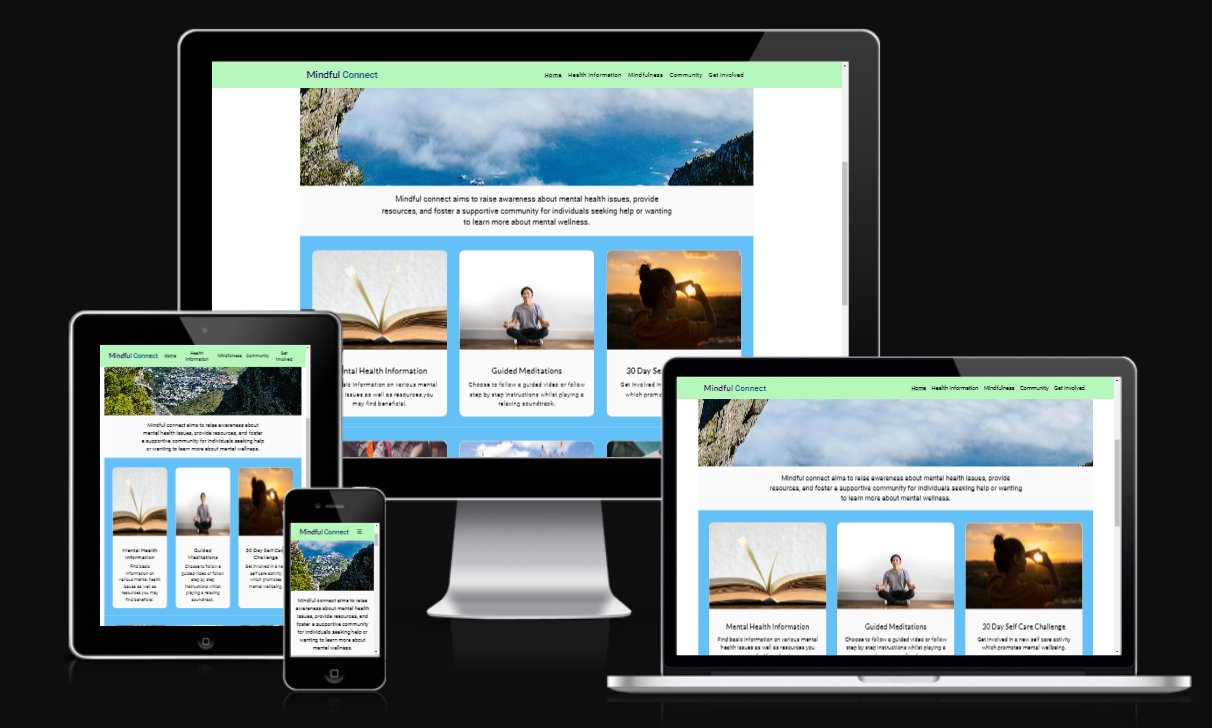 Mindful Connect
Home Health Information Mindfulness Community Get Involved
Mindful connect aims to raise awareness about mental health issues, provide
resources, and foster a supportive community for individuals seeking help or wanting
to learn more about mental wellness.
ntal Health Information
information on various mental
issues as well as resources you
may find beneficial.
Guided Meditations
Choose to follow a guided video or follow
step by step instructions whilst playing a
relaxing soundtrack.
30 Day Se
Get involved in
which promo
Mindful Connect
Home
Health
Information
Mindfulness
Community
Get
Involved
Mindful connect aims to raise awareness about
mental health issues, provide resources, and foster
a supportive community for individuals seeking help
or wanting to learn more about mental wellness.
Mental Health
Information
Find basic
information on
various mental health
issues as well as
resources you may
find beneficial.
Guided
Meditations
Choose to follow a
guided video or follow
step by step
instructions whilst
playing a relaxing
soundtrack.
30 Day Self Car
Challenge
Get involved in a new
self care activity
which promotes
mental wellbeing.
Mindful Connect
Mindful connect aims to raise
awareness about mental health
issues, provide resources, and
foster a supportive community
for individuals seeking help or
wanting to learn more about
mental wellness.
Mindful Connect
Home Health Information Mindfulness Community Get Involved
Mindful connect aims to raise awareness about mental health issues, provide
resources, and foster a supportive community for individuals seeking help or wanting
to learn more about mental wellness.
Mental Health Information
Find basic information on various mental
health issues as well as resources you
Guided Meditations
Choose to follow a guided video or follow
step by step instructions whilst playing a
30 Day Self Care Challenge
Get involved in a new self care activity
which promotes mental wellbeing.